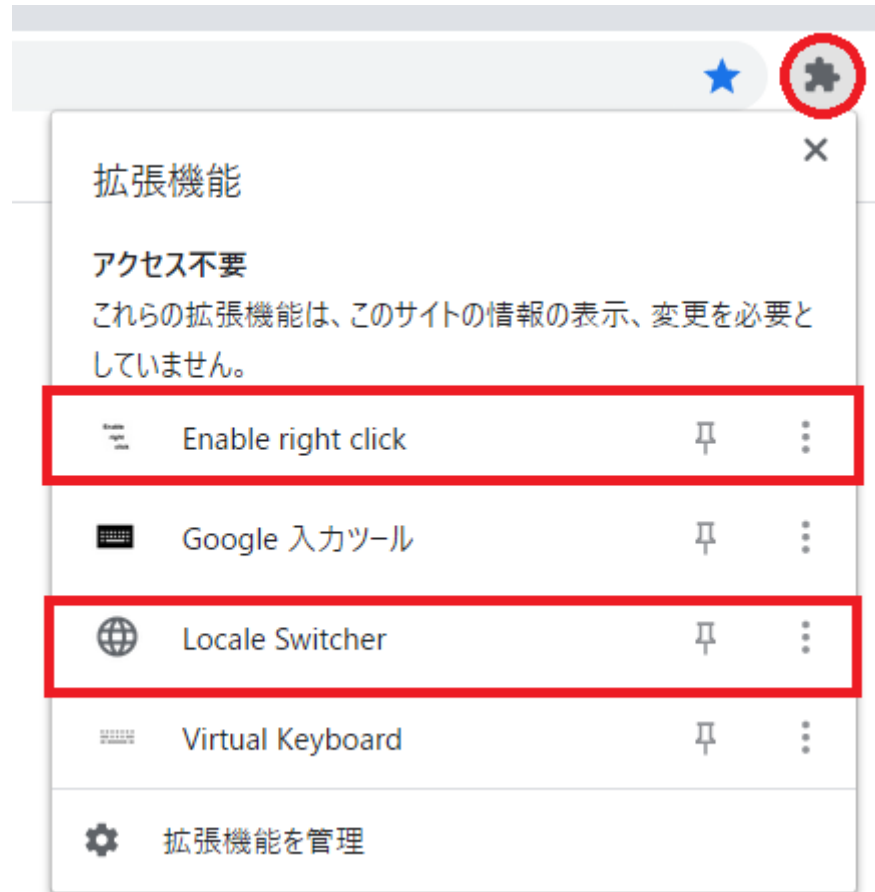 拡張機能
アクセス不要
これらの拡張機能は、このサイトの情報の表示、変更を必要と
していません。
Enable right click
Google 入力ツール
Locale Switcher
Virtual Keyboard
拡張機能を管理